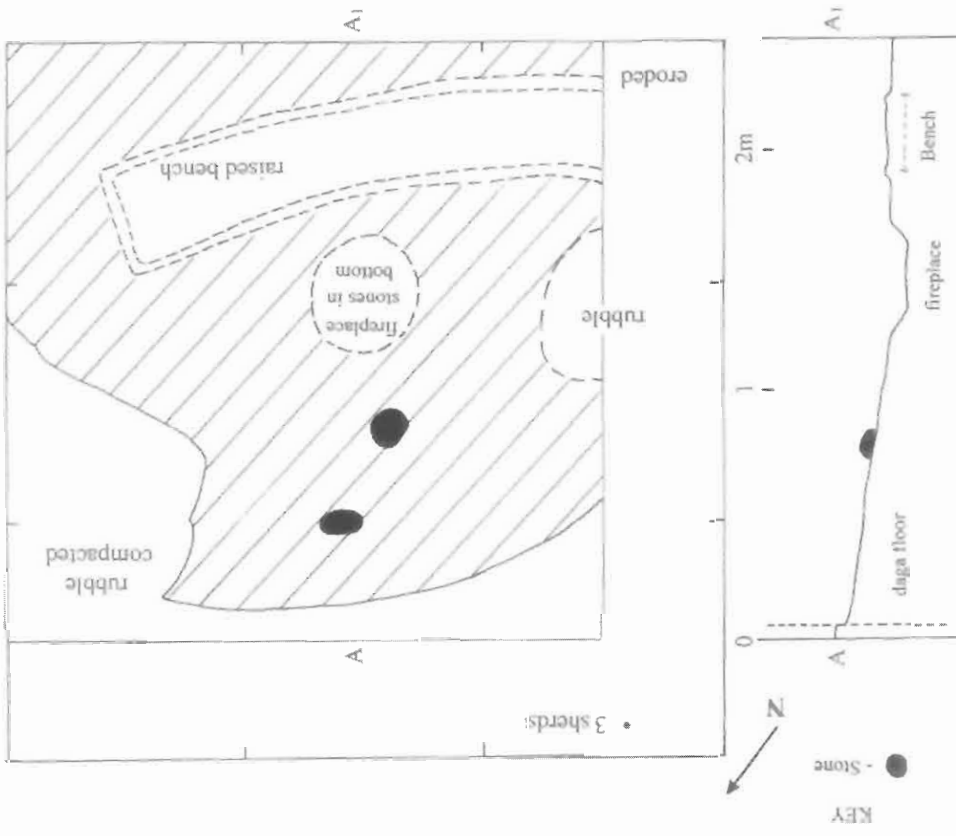 KEY
- Stone
N
3 sherds
A
A
0
rubble
compacted
daga floor
1
rubble
fireplace
stones in
bottom
fireplace
raised bench
2m
Bench
eroded
A1
A1